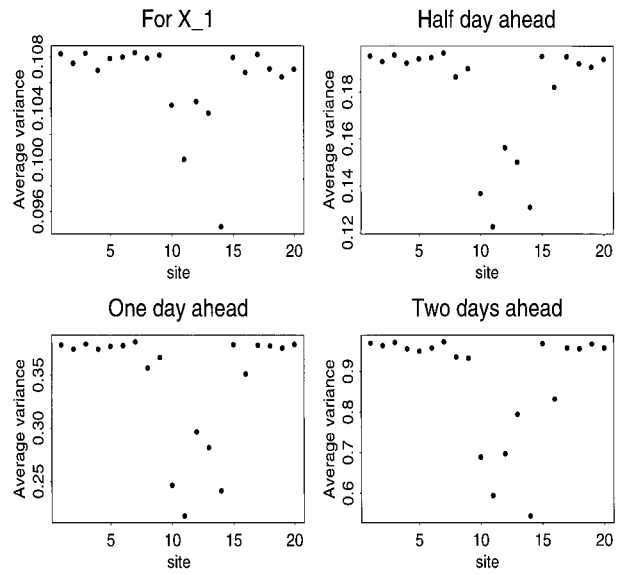 For X_1
Average variance
0.096 0.100 0.104 0.108
5 10 15 20
site
Half day ahead
Average variance
0.12 0.14 0.16 0.18
5 10 15 20
site
One day ahead
Average variance
0.25 0.30 0.35
5 10 15 20
site
Two days ahead
Average variance
0.6 0.7 0.8 0.9
5 10 15 20
site